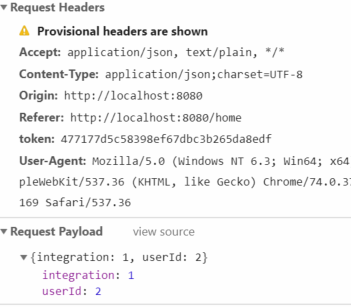 Request Headers
Provisional headers are shown
Accept: application/json, text/plain, */*
Content-Type: application/json;charset=UTF-8
Origin: http://localhost:8080
Referer: http://localhost:8080/home
token: 477177d5c58398ef67dbc3b265da8edf
User-Agent: Mozilla/5.0 (Windows NT 6.3; Win64; x64
pleWebKit/537.36 (KHTML, like Gecko) Chrome/74.0.37
169 Safari/537.36
Request Payload view source
{integration: 1, userId: 2}
integration: 1
userId: 2